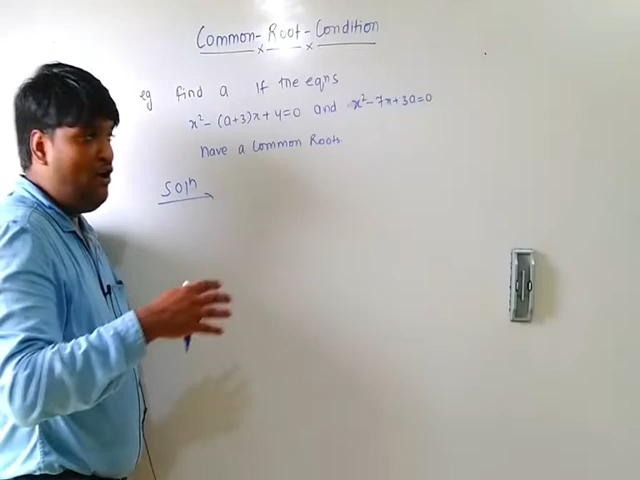 Common-Root-Condition
eg find a If the eqns
x²-(a+3)x+4=0 and x²-7x+3a=0
have a Common Roots.
Soln